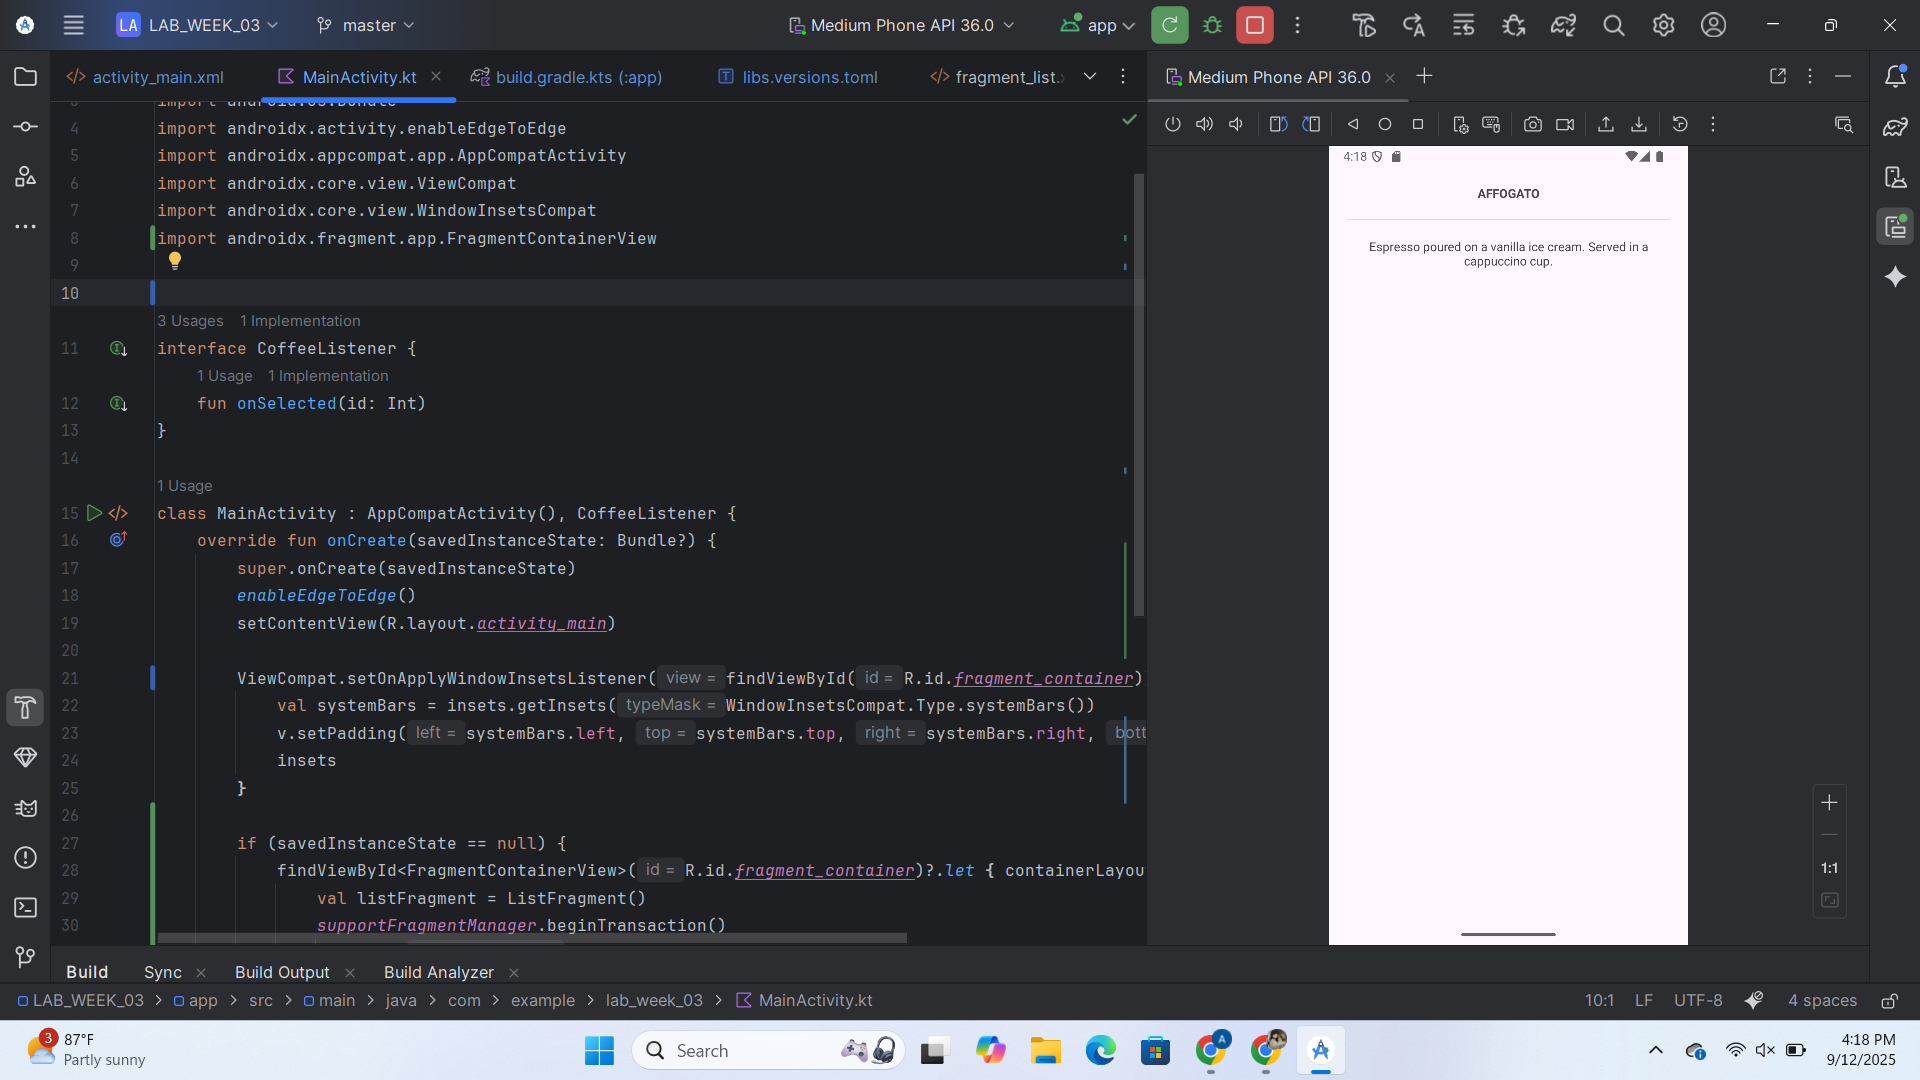 LA LAB_WEEK_03 master Medium Phone API 36.0 app
activity_main.xml MainActivity.kt build.gradle.kts (:app) libs.versions.toml fragment_list. Medium Phone API 36.0
4 import androidx.activity.enableEdgeToEdge
5 import androidx.appcompat.app.AppCompatActivity
6 import androidx.core.view.ViewCompat
7 import androidx.core.view.WindowInsetsCompat
8 import androidx.fragment.app.FragmentContainerView
9
10
3 Usages 1 Implementation
11 interface CoffeeListener {
1 Usage 1 Implementation
12 fun onSelected(id: Int)
13 }
14
1 Usage
15 class MainActivity : AppCompatActivity(), CoffeeListener {
16 override fun onCreate(savedInstanceState: Bundle?) {
17 super.onCreate(savedInstanceState)
18 enableEdgeToEdge()
19 setContentView(R.layout.activity_main)
20
21 ViewCompat.setOnApplyWindowInsetsListener( view = findViewById( id = R.id.fragment_container)
22 val systemBars = insets.getInsets( typeMask = WindowInsetsCompat.Type.systemBars())
23 v.setPadding( left = systemBars.left, top = systemBars.top, right = systemBars.right, bott
24 insets
25 }
26
27 if (savedInstanceState == null) {
28 findViewById<FragmentContainerView>( id = R.id.fragment_container)?.let { containerLayou
29 val listFragment = ListFragment()
30 supportFragmentManager.beginTransaction()
4:18
AFFOGATO
Espresso poured on a vanilla ice cream. Served in a
cappuccino cup.
1:1
Build Sync Build Output Build Analyzer
LAB_WEEK_03 > app > src > main > java > com > example > lab_week_03 > MainActivity.kt 10:1 LF UTF-8 4 spaces
3 87°F
Partly sunny
Search
A
4:18 PM
9/12/2025